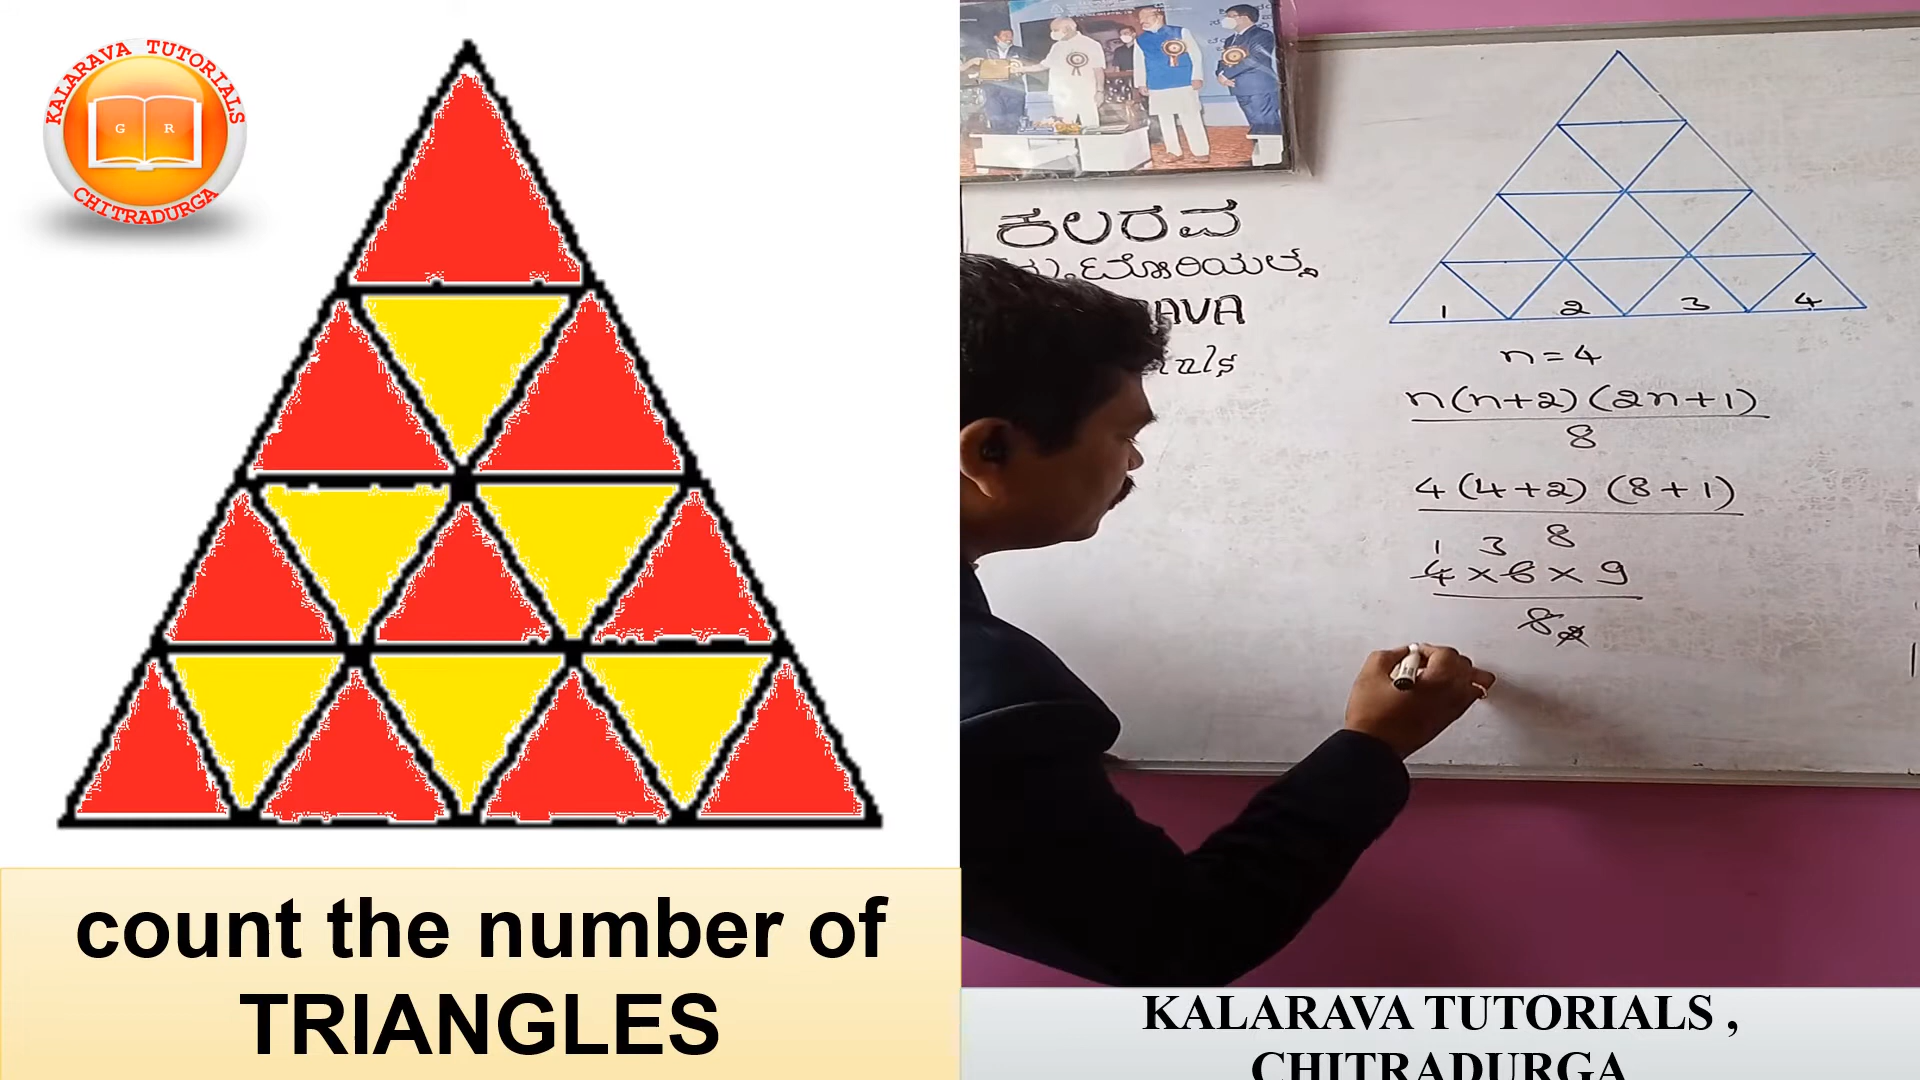 KALARAVA TUTORIALS
G R
CHITRADURGA
count the number of
TRIANGLES
ಕಲರವ
AVA
1 2 3 4
n = 4
n(n+2)(2n+1)
8
4(4+2)(8+1)
8
1 3
4×6×9
8 2
KALARAVA TUTORIALS ,
CHITRADURGA